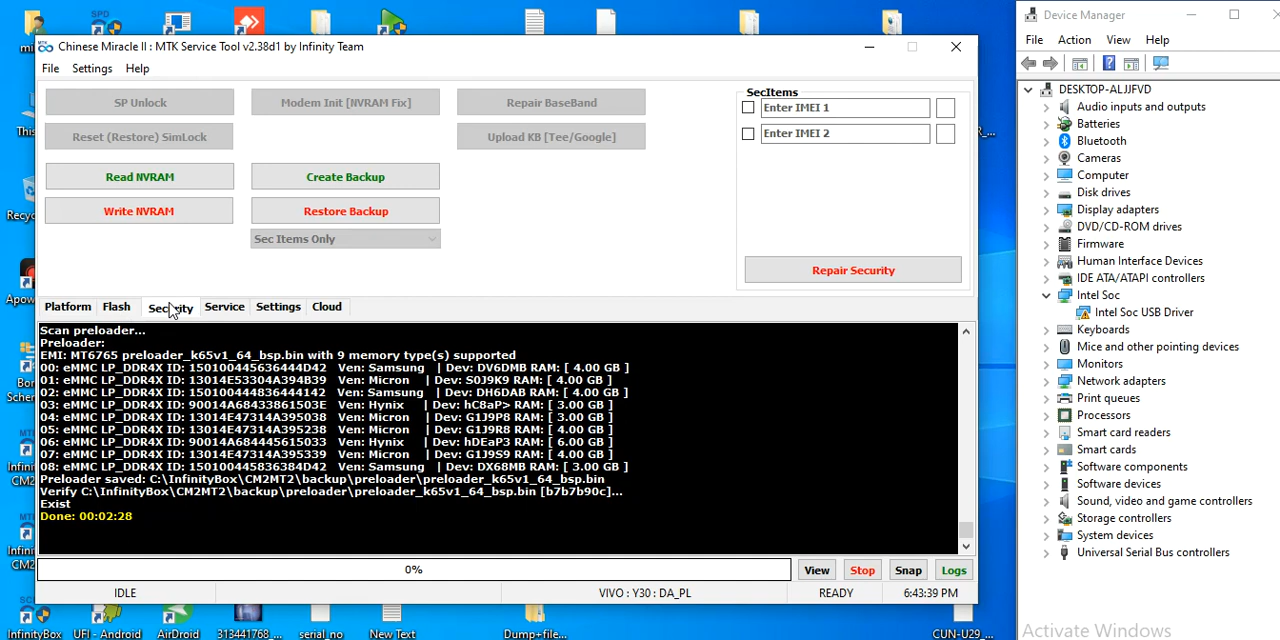 SPD
MTK
Chinese Miracle II : MTK Service Tool v2.38d1 by Infinity Team
File Settings Help
SP Unlock
Modem Init [NVRAM Fix]
Repair BaseBand
Reset (Restore) SimLock
Upload KB [Tee/Google]
Read NVRAM
Create Backup
Write NVRAM
Restore Backup
Sec Items Only
SecItems
Enter IMEI 1
Enter IMEI 2
Repair Security
Platform Flash Security Service Settings Cloud
Scan preloader...
Preloader:
EMI: MT6765 preloader_k65v1_64_bsp.bin with 9 memory type(s) supported
00: eMMC LP_DDR4X ID: 150100445636444D42 Ven: Samsung | Dev: DV6DMB RAM: [ 4.00 GB ]
01: eMMC LP_DDR4X ID: 13014E53304A394B39 Ven: Micron | Dev: S0J9K9 RAM: [ 4.00 GB ]
02: eMMC LP_DDR4X ID: 150100444836444142 Ven: Samsung | Dev: DH6DAB RAM: [ 4.00 GB ]
03: eMMC LP_DDR4X ID: 90014A68433861503E Ven: Hynix | Dev: hC8aP> RAM: [ 3.00 GB ]
04: eMMC LP_DDR4X ID: 13014E47314A395038 Ven: Micron | Dev: G1J9P8 RAM: [ 3.00 GB ]
05: eMMC LP_DDR4X ID: 13014E47314A395238 Ven: Micron | Dev: G1J9R8 RAM: [ 4.00 GB ]
06: eMMC LP_DDR4X ID: 90014A684445615033 Ven: Hynix | Dev: hDEaP3 RAM: [ 6.00 GB ]
07: eMMC LP_DDR4X ID: 13014E47314A395339 Ven: Micron | Dev: G1J9S9 RAM: [ 4.00 GB ]
08: eMMC LP_DDR4X ID: 150100445836384D42 Ven: Samsung | Dev: DX68MB RAM: [ 3.00 GB ]
Preloader saved: C:\InfinityBox\CM2MT2\backup\preloader\preloader_k65v1_64_bsp.bin
Verify C:\InfinityBox\CM2MT2\backup\preloader\preloader_k65v1_64_bsp.bin [b7b7b90c]...
Exist
Done: 00:02:28
0%
View Stop Snap Logs
IDLE
VIVO : Y30 : DA_PL
READY
6:43:39 PM
InfinityBox
UFI - Android
AirDroid
313441768_...
serial_no
New Text
Dump+file...
CUN-U29_...
Device Manager
File Action View Help
DESKTOP-ALJJFVD
Audio inputs and outputs
Batteries
Bluetooth
Cameras
Computer
Disk drives
Display adapters
DVD/CD-ROM drives
Firmware
Human Interface Devices
IDE ATA/ATAPI controllers
Intel Soc
Intel Soc USB Driver
Keyboards
Mice and other pointing devices
Monitors
Network adapters
Print queues
Processors
Smart card readers
Smart cards
Software components
Software devices
Sound, video and game controllers
Storage controllers
System devices
Universal Serial Bus controllers
Activate Windows